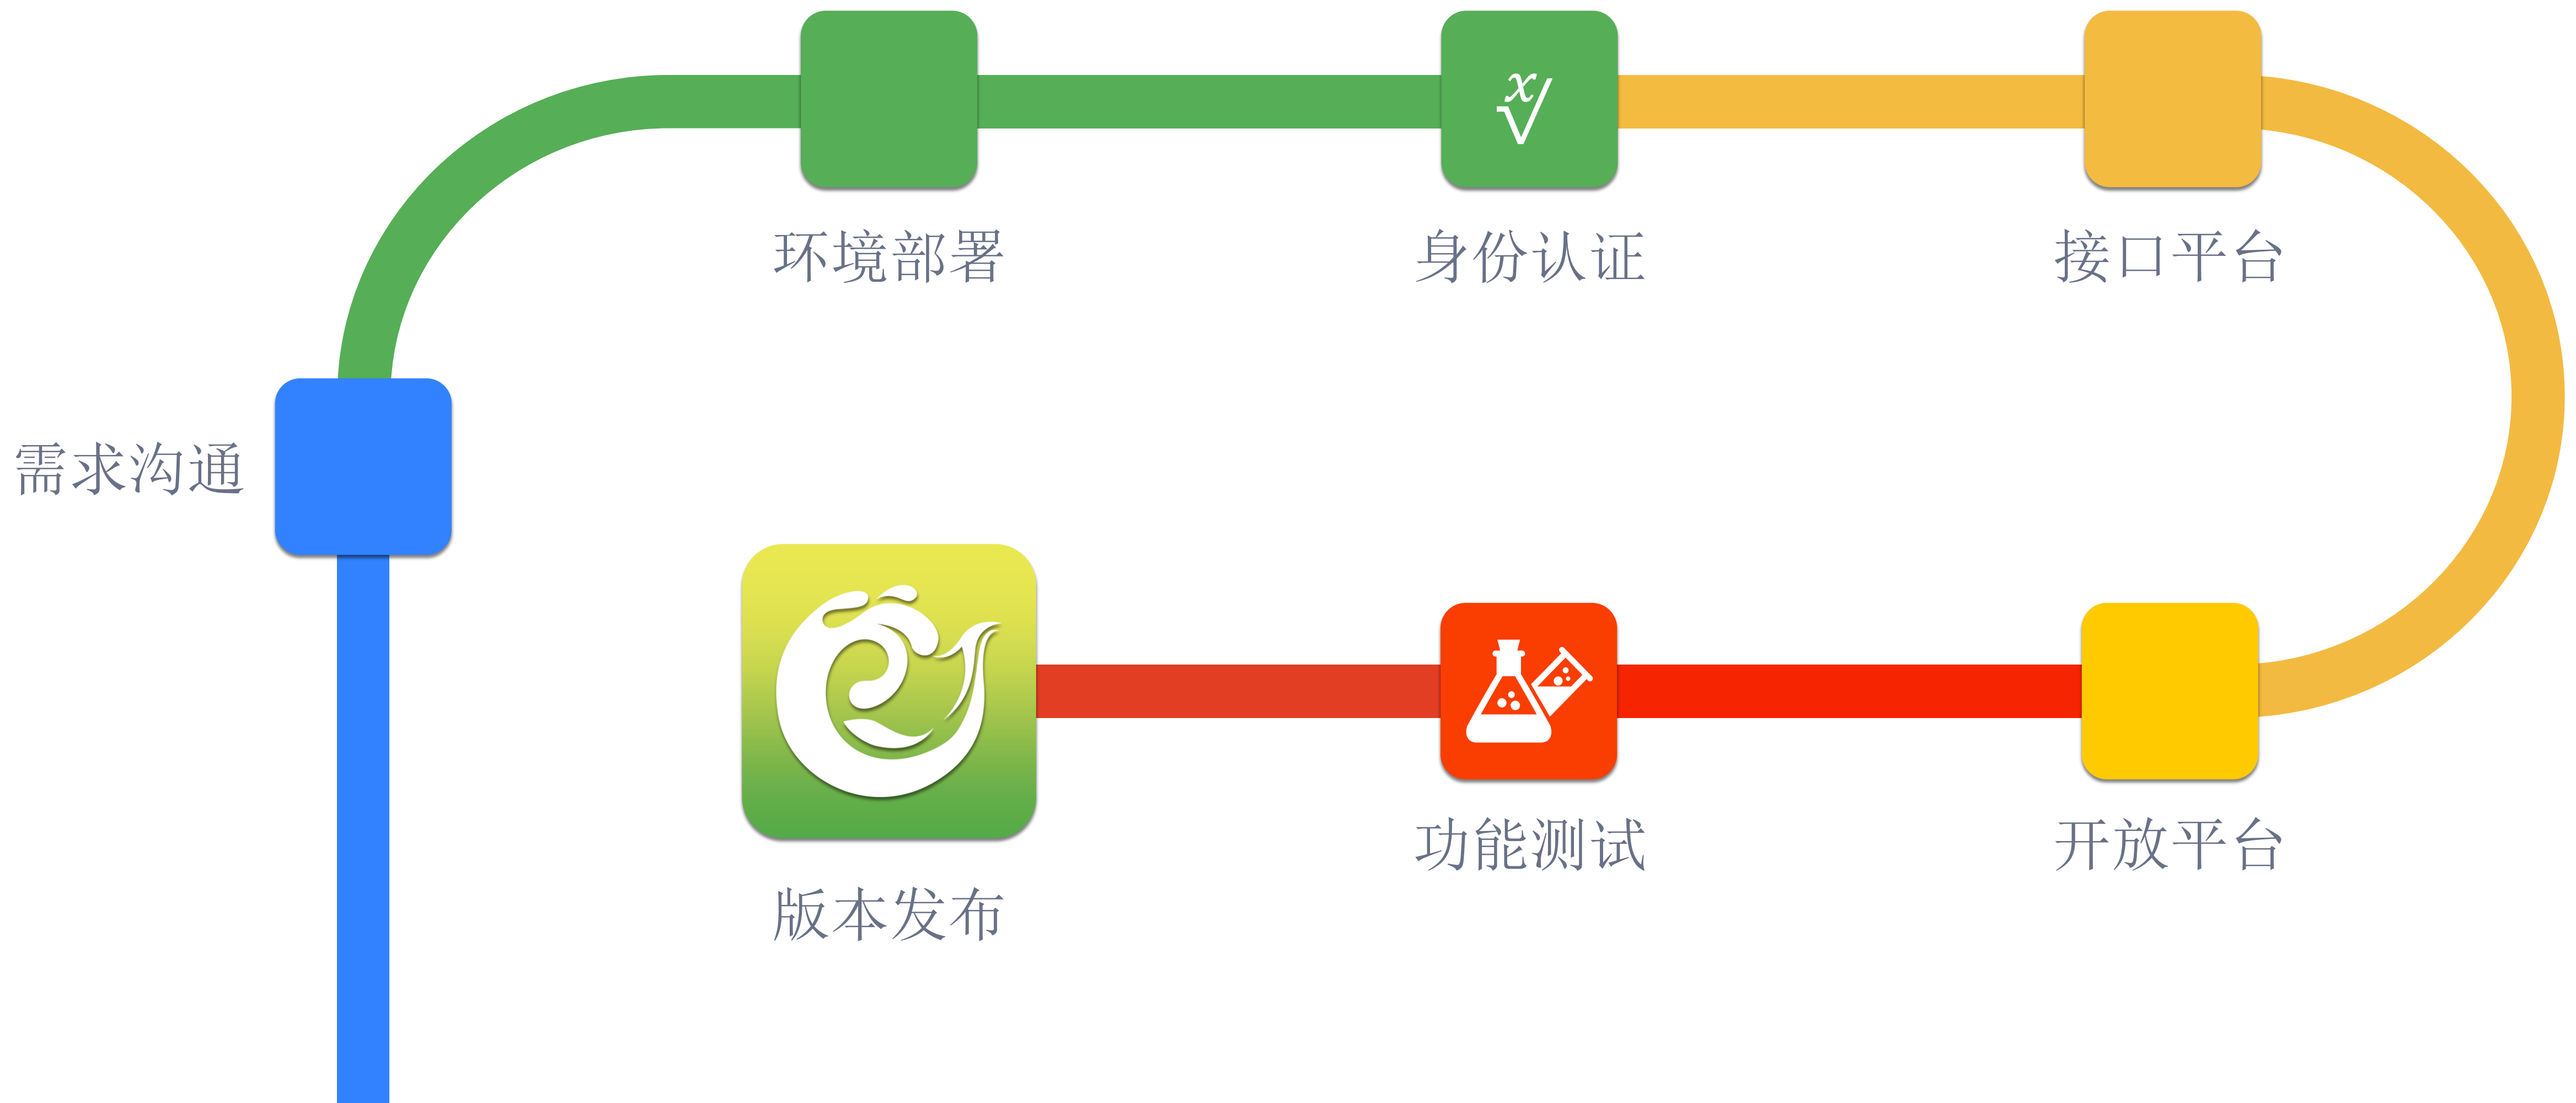 环境部署
身份认证
接口平台
需求沟通
功能测试
开放平台
版本发布